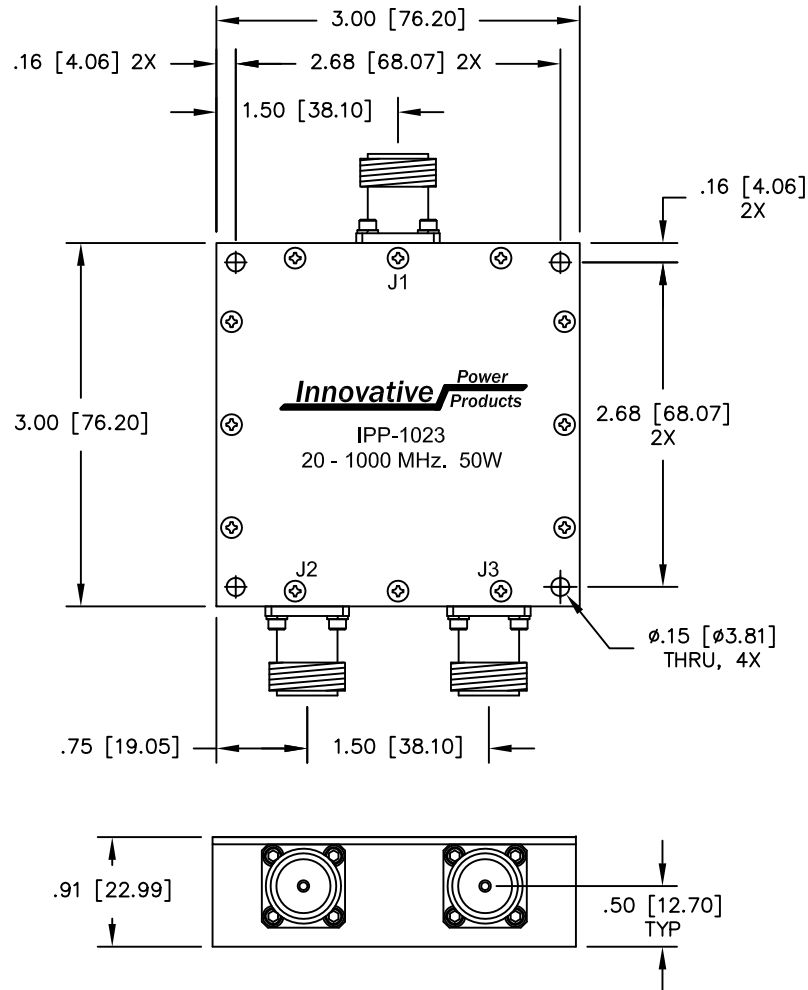 3.00 [76.20]
.16 [4.06] 2X
2.68 [68.07] 2X
1.50 [38.10]
.16 [4.06]
2X
J1
Innovative Power
Products
3.00 [76.20]
2.68 [68.07]
2X
IPP-1023
20 - 1000 MHz. 50W
J2
J3
ø.15 [ø3.81]
THRU, 4X
.75 [19.05]
1.50 [38.10]
.91 [22.99]
.50 [12.70]
TYP